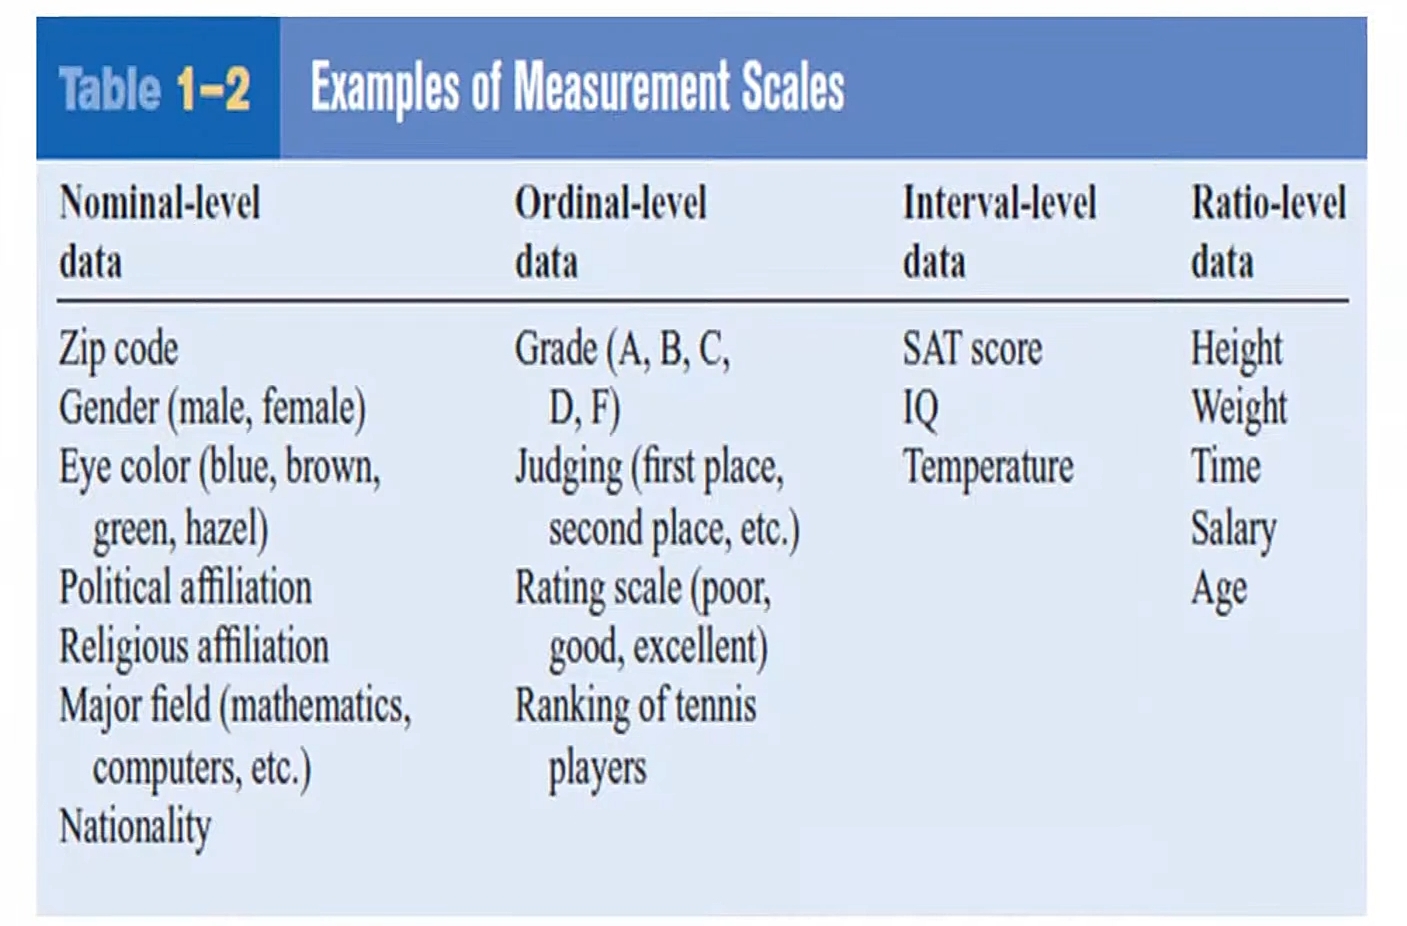 Table 1–2
Examples of Measurement Scales
Nominal-level
data
Zip code
Gender (male, female)
Eye color (blue, brown,
green, hazel)
Political affiliation
Religious affiliation
Major field (mathematics,
computers, etc.)
Nationality
Ordinal-level
data
Grade (A, B, C,
D, F)
Judging (first place,
second place, etc.)
Rating scale (poor,
good, excellent)
Ranking of tennis
players
Interval-level
data
SAT score
IQ
Temperature
Ratio-level
data
Height
Weight
Time
Salary
Age